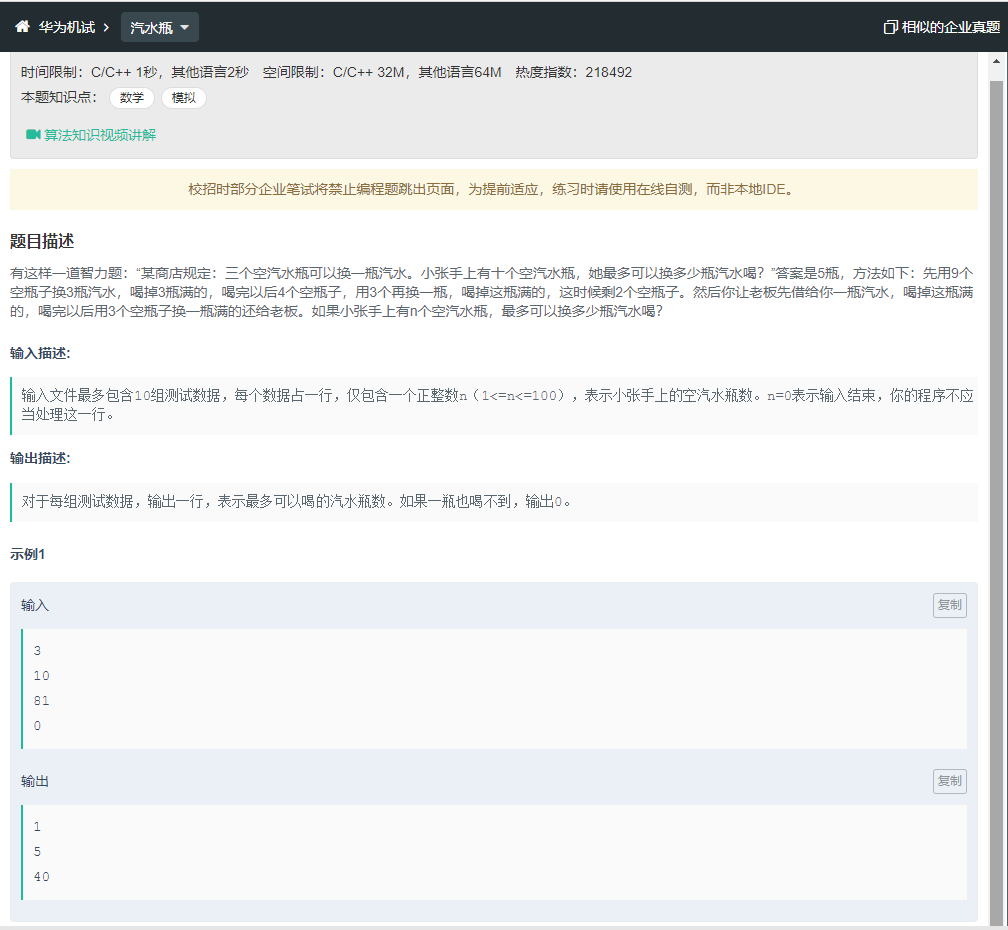 华为机试 > 汽水瓶
相似的企业真题
时间限制：C/C++ 1秒，其他语言2秒 空间限制：C/C++ 32M，其他语言64M 热度指数：218492
本题知识点： 数学 模拟
算法知识视频讲解
校招时部分企业笔试将禁止编程题跳出页面，为提前适应，练习时请使用在线自测，而非本地IDE。
题目描述
有这样一道智力题：“某商店规定：三个空汽水瓶可以换一瓶汽水。小张手上有十个空汽水瓶，她最多可以换多少瓶汽水喝？”答案是5瓶，方法如下：先用9个
空瓶子换3瓶汽水，喝掉3瓶满的，喝完以后4个空瓶子，用3个再换一瓶，喝掉这瓶满的，这时候剩2个空瓶子。然后你让老板先借给你一瓶汽水，喝掉这瓶满
的，喝完以后用3个空瓶子换一瓶满的还给老板。如果小张手上有n个空汽水瓶，最多可以换多少瓶汽水喝？
输入描述:
输入文件最多包含10组测试数据，每个数据占一行，仅包含一个正整数n（1<=n<=100），表示小张手上的空汽水瓶数。n=0表示输入结束，你的程序不应
当处理这一行。
输出描述:
对于每组测试数据，输出一行，表示最多可以喝的汽水瓶数。如果一瓶也喝不到，输出0。
示例1
输入
复制
3
10
81
0
输出
复制
1
5
40